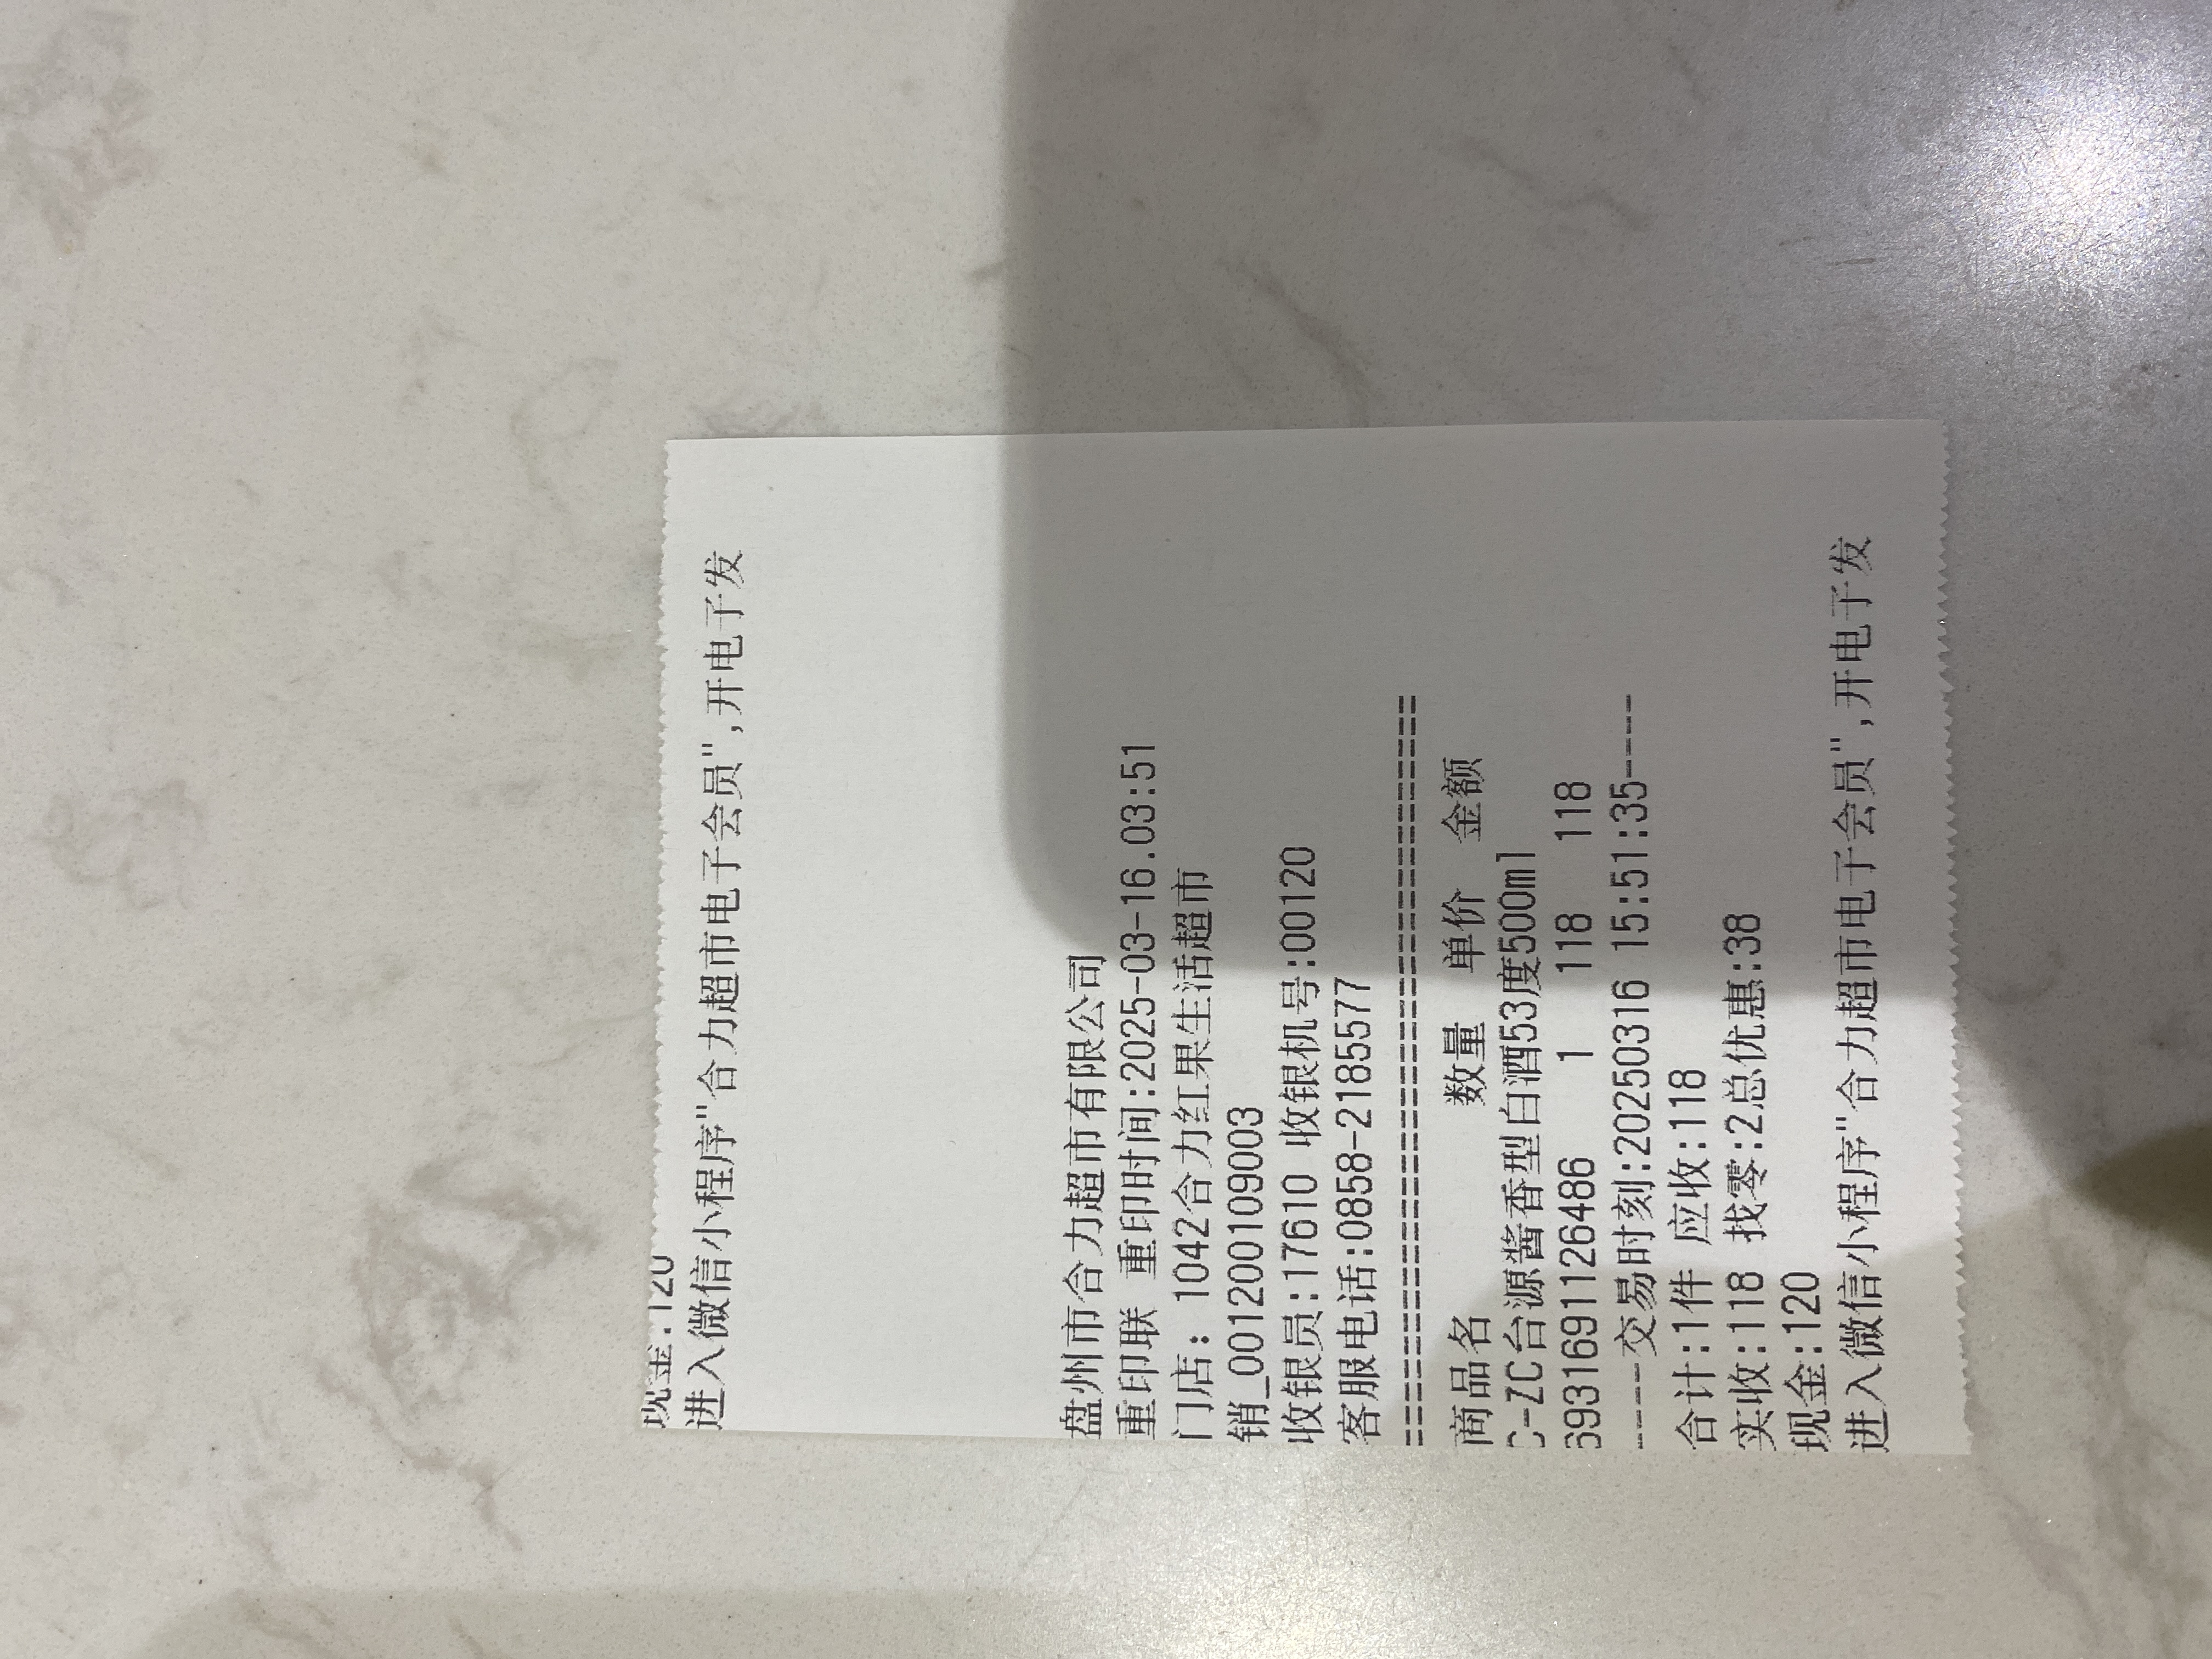 现金:120
进入微信小程序"合力超市电子会员",开电子发
盘州市合力超市有限公司
重印联 重印时间:2025-03-16.03:51
门店: 1042合力红果生活超市
销_001200109003
收银员:17610 收银机号:00120
客服电话:0858-2185577
================================
商品名 数量 单价 金额
C-ZC台源酱香型白酒53度500ml
6931691126486 1 118 118
----交易时刻:20250316 15:51:35----
合计:1件 应收:118
实收:118 找零:2总优惠:38
现金:120
进入微信小程序"合力超市电子会员",开电子发